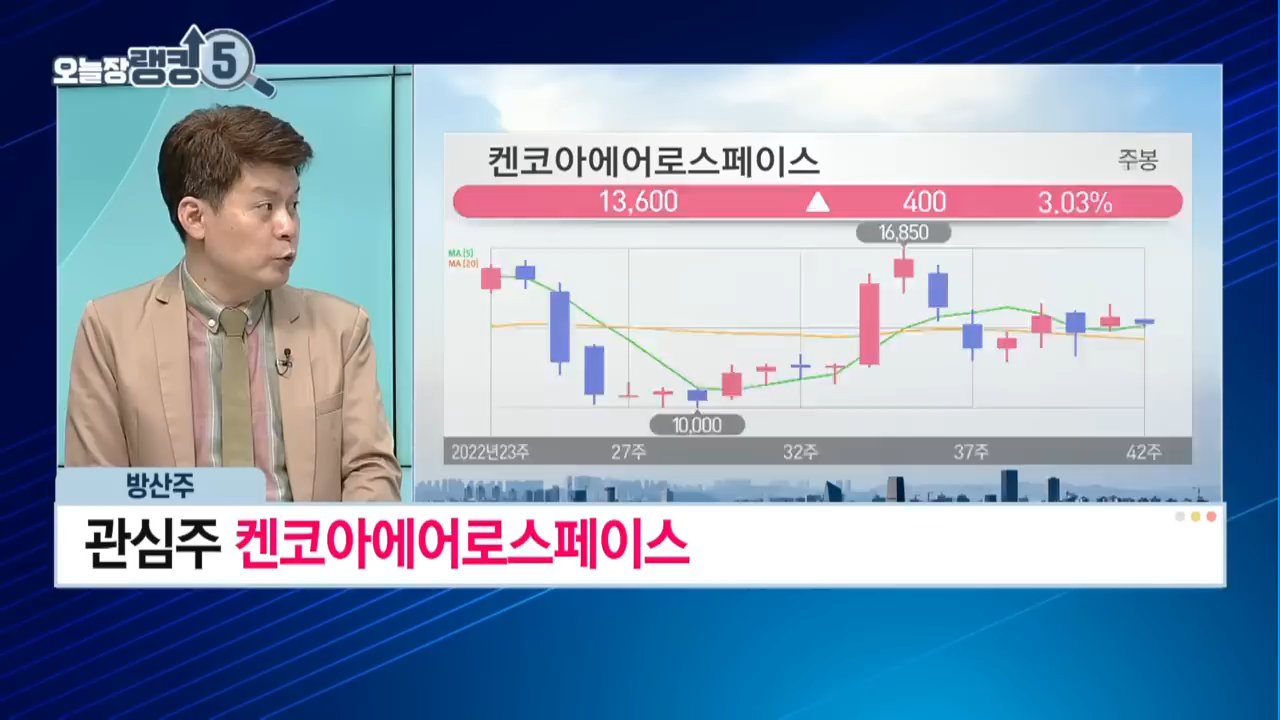 오늘장랭킹5
켄코아에어로스페이스
주봉
13,600 ▲ 400 3.03%
16,850
MA [5]
MA [20]
10,000
2022년23주 27주 32주 37주 42주
방산주
관심주 켄코아에어로스페이스